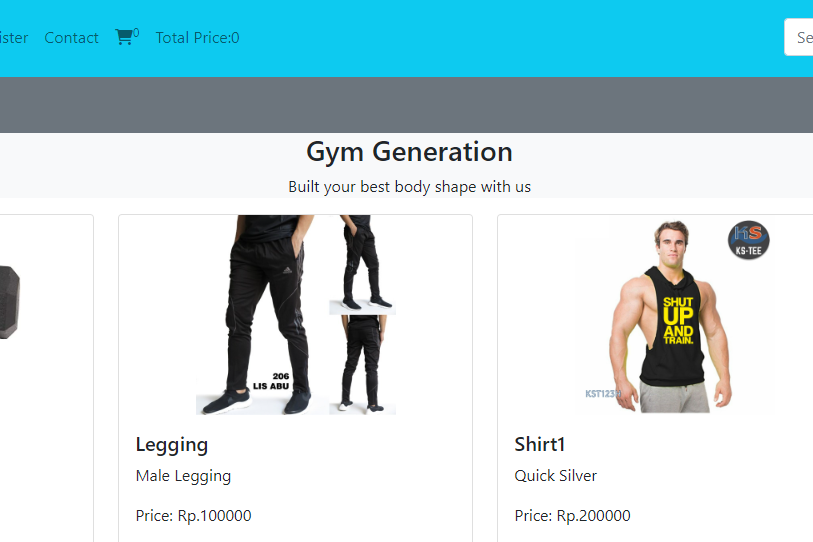 ister Contact 0 Total Price:0 Se
Gym Generation
Built your best body shape with us
206
LIS ABU
KS
KS-TEE
SHUT
UP
AND
TRAIN.
KST123
Legging
Shirt1
Male Legging
Quick Silver
Price: Rp.100000
Price: Rp.200000